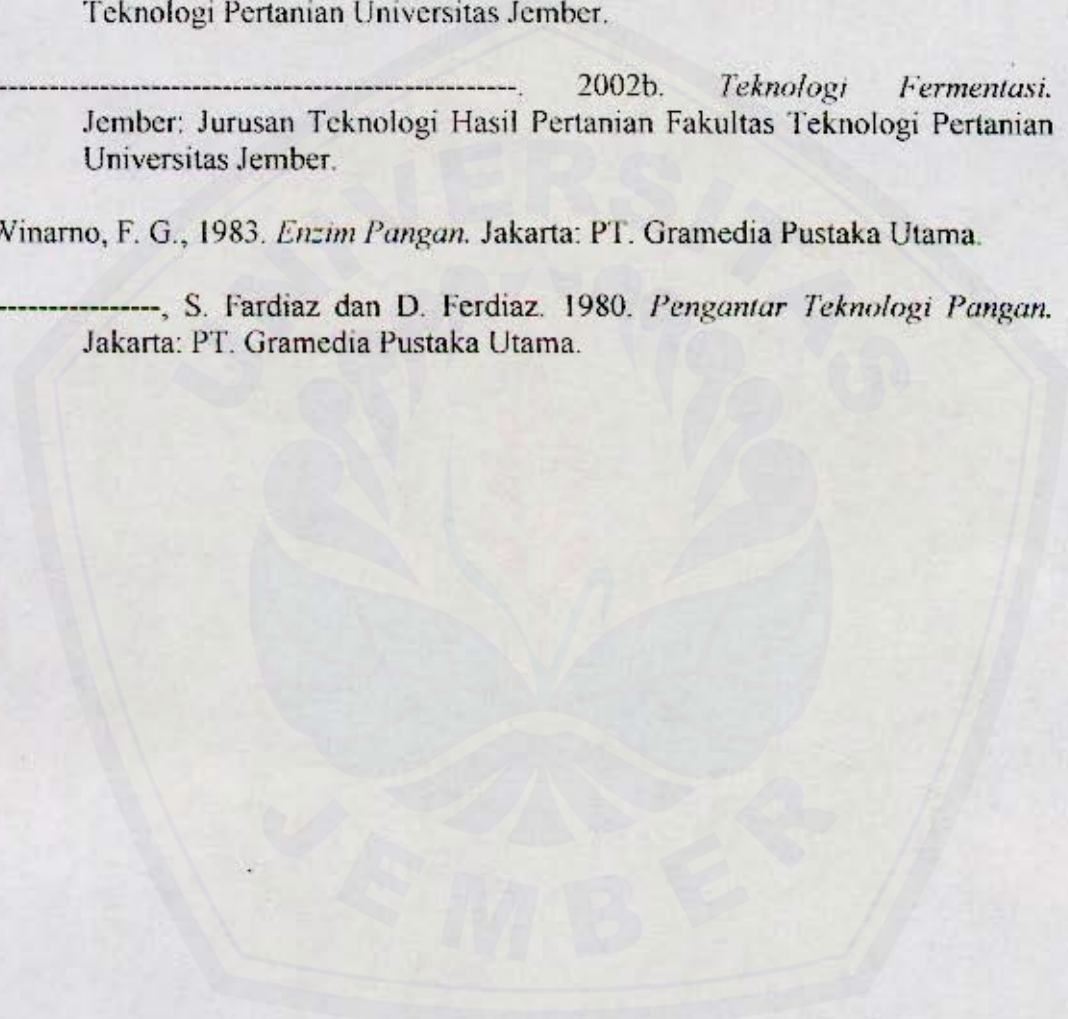 Teknologi Pertanian Universitas Jember.
----------------------------------------------------. 2002b. Teknologi Fermentasi.
Jember: Jurusan Teknologi Hasil Pertanian Fakultas Teknologi Pertanian
Universitas Jember.
Winarno, F. G., 1983. Enzim Pangan. Jakarta: PT. Gramedia Pustaka Utama.
----------------, S. Fardiaz dan D. Ferdiaz. 1980. Pengantar Teknologi Pangan.
Jakarta: PT. Gramedia Pustaka Utama.
UNIVERSITAS
JEMBER